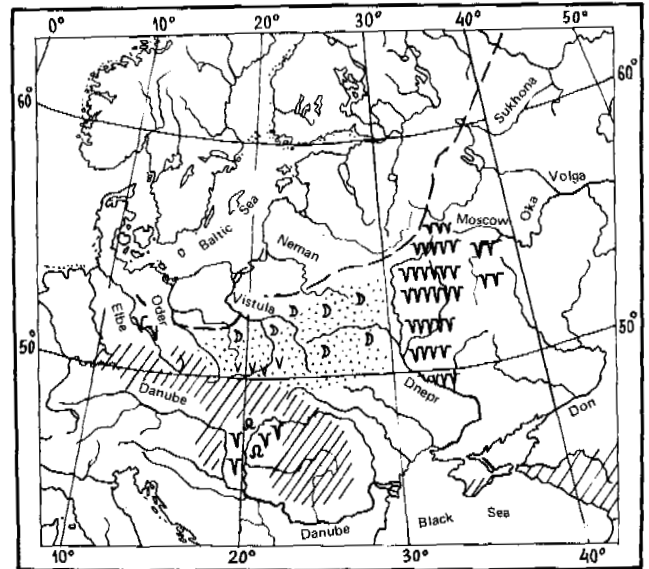 0° 10° 20° 30° 40° 50°
60° 60°
Sukhona
Volga
Oka
Moscow
Baltic Sea
Neman
Vistula
Oder
Elbe
50° 50°
Danube
Dnepr
Don
Danube
Black Sea
10° 20° 30° 40°